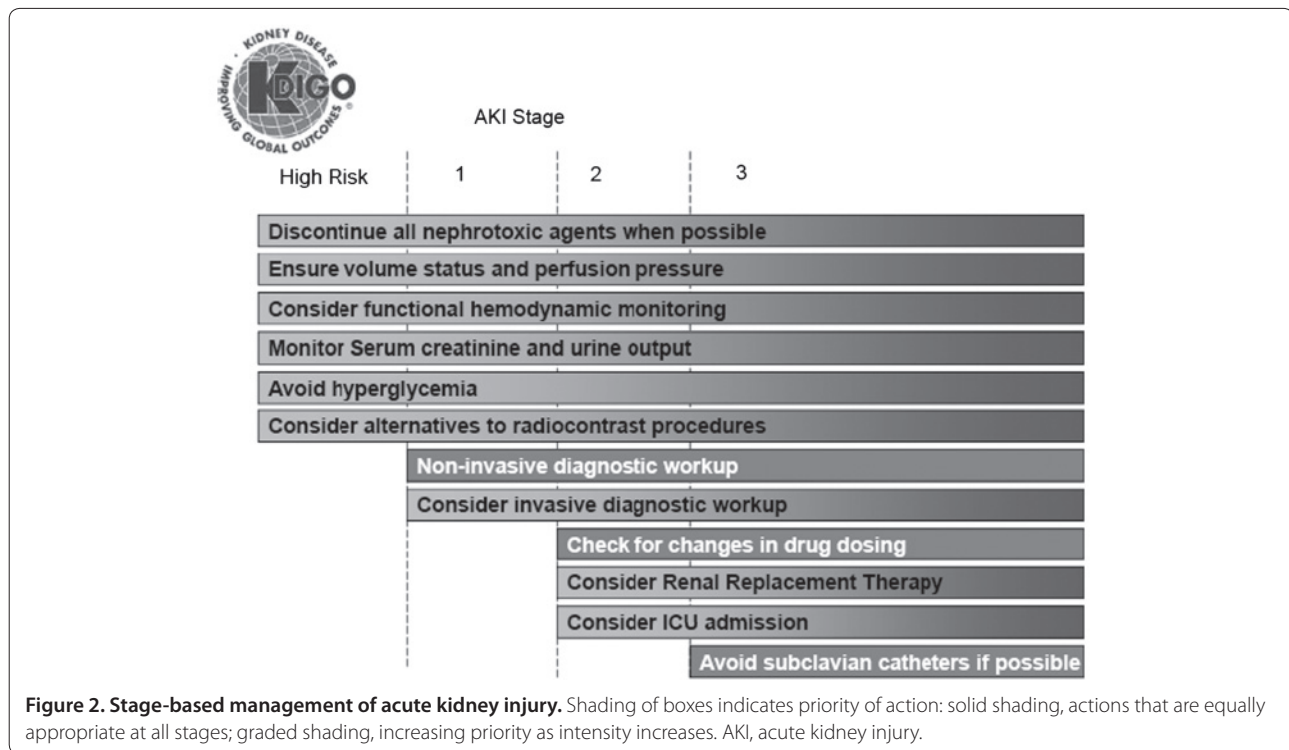 KIDNEY DISEASE
IMPROVING GLOBAL OUTCOMES
KDIGO®
AKI Stage
High Risk 1 2 3
Discontinue all nephrotoxic agents when possible
Ensure volume status and perfusion pressure
Consider functional hemodynamic monitoring
Monitor Serum creatinine and urine output
Avoid hyperglycemia
Consider alternatives to radiocontrast procedures
Non-invasive diagnostic workup
Consider invasive diagnostic workup
Check for changes in drug dosing
Consider Renal Replacement Therapy
Consider ICU admission
Avoid subclavian catheters if possible
Figure 2. Stage-based management of acute kidney injury. Shading of boxes indicates priority of action: solid shading, actions that are equally
appropriate at all stages; graded shading, increasing priority as intensity increases. AKI, acute kidney injury.